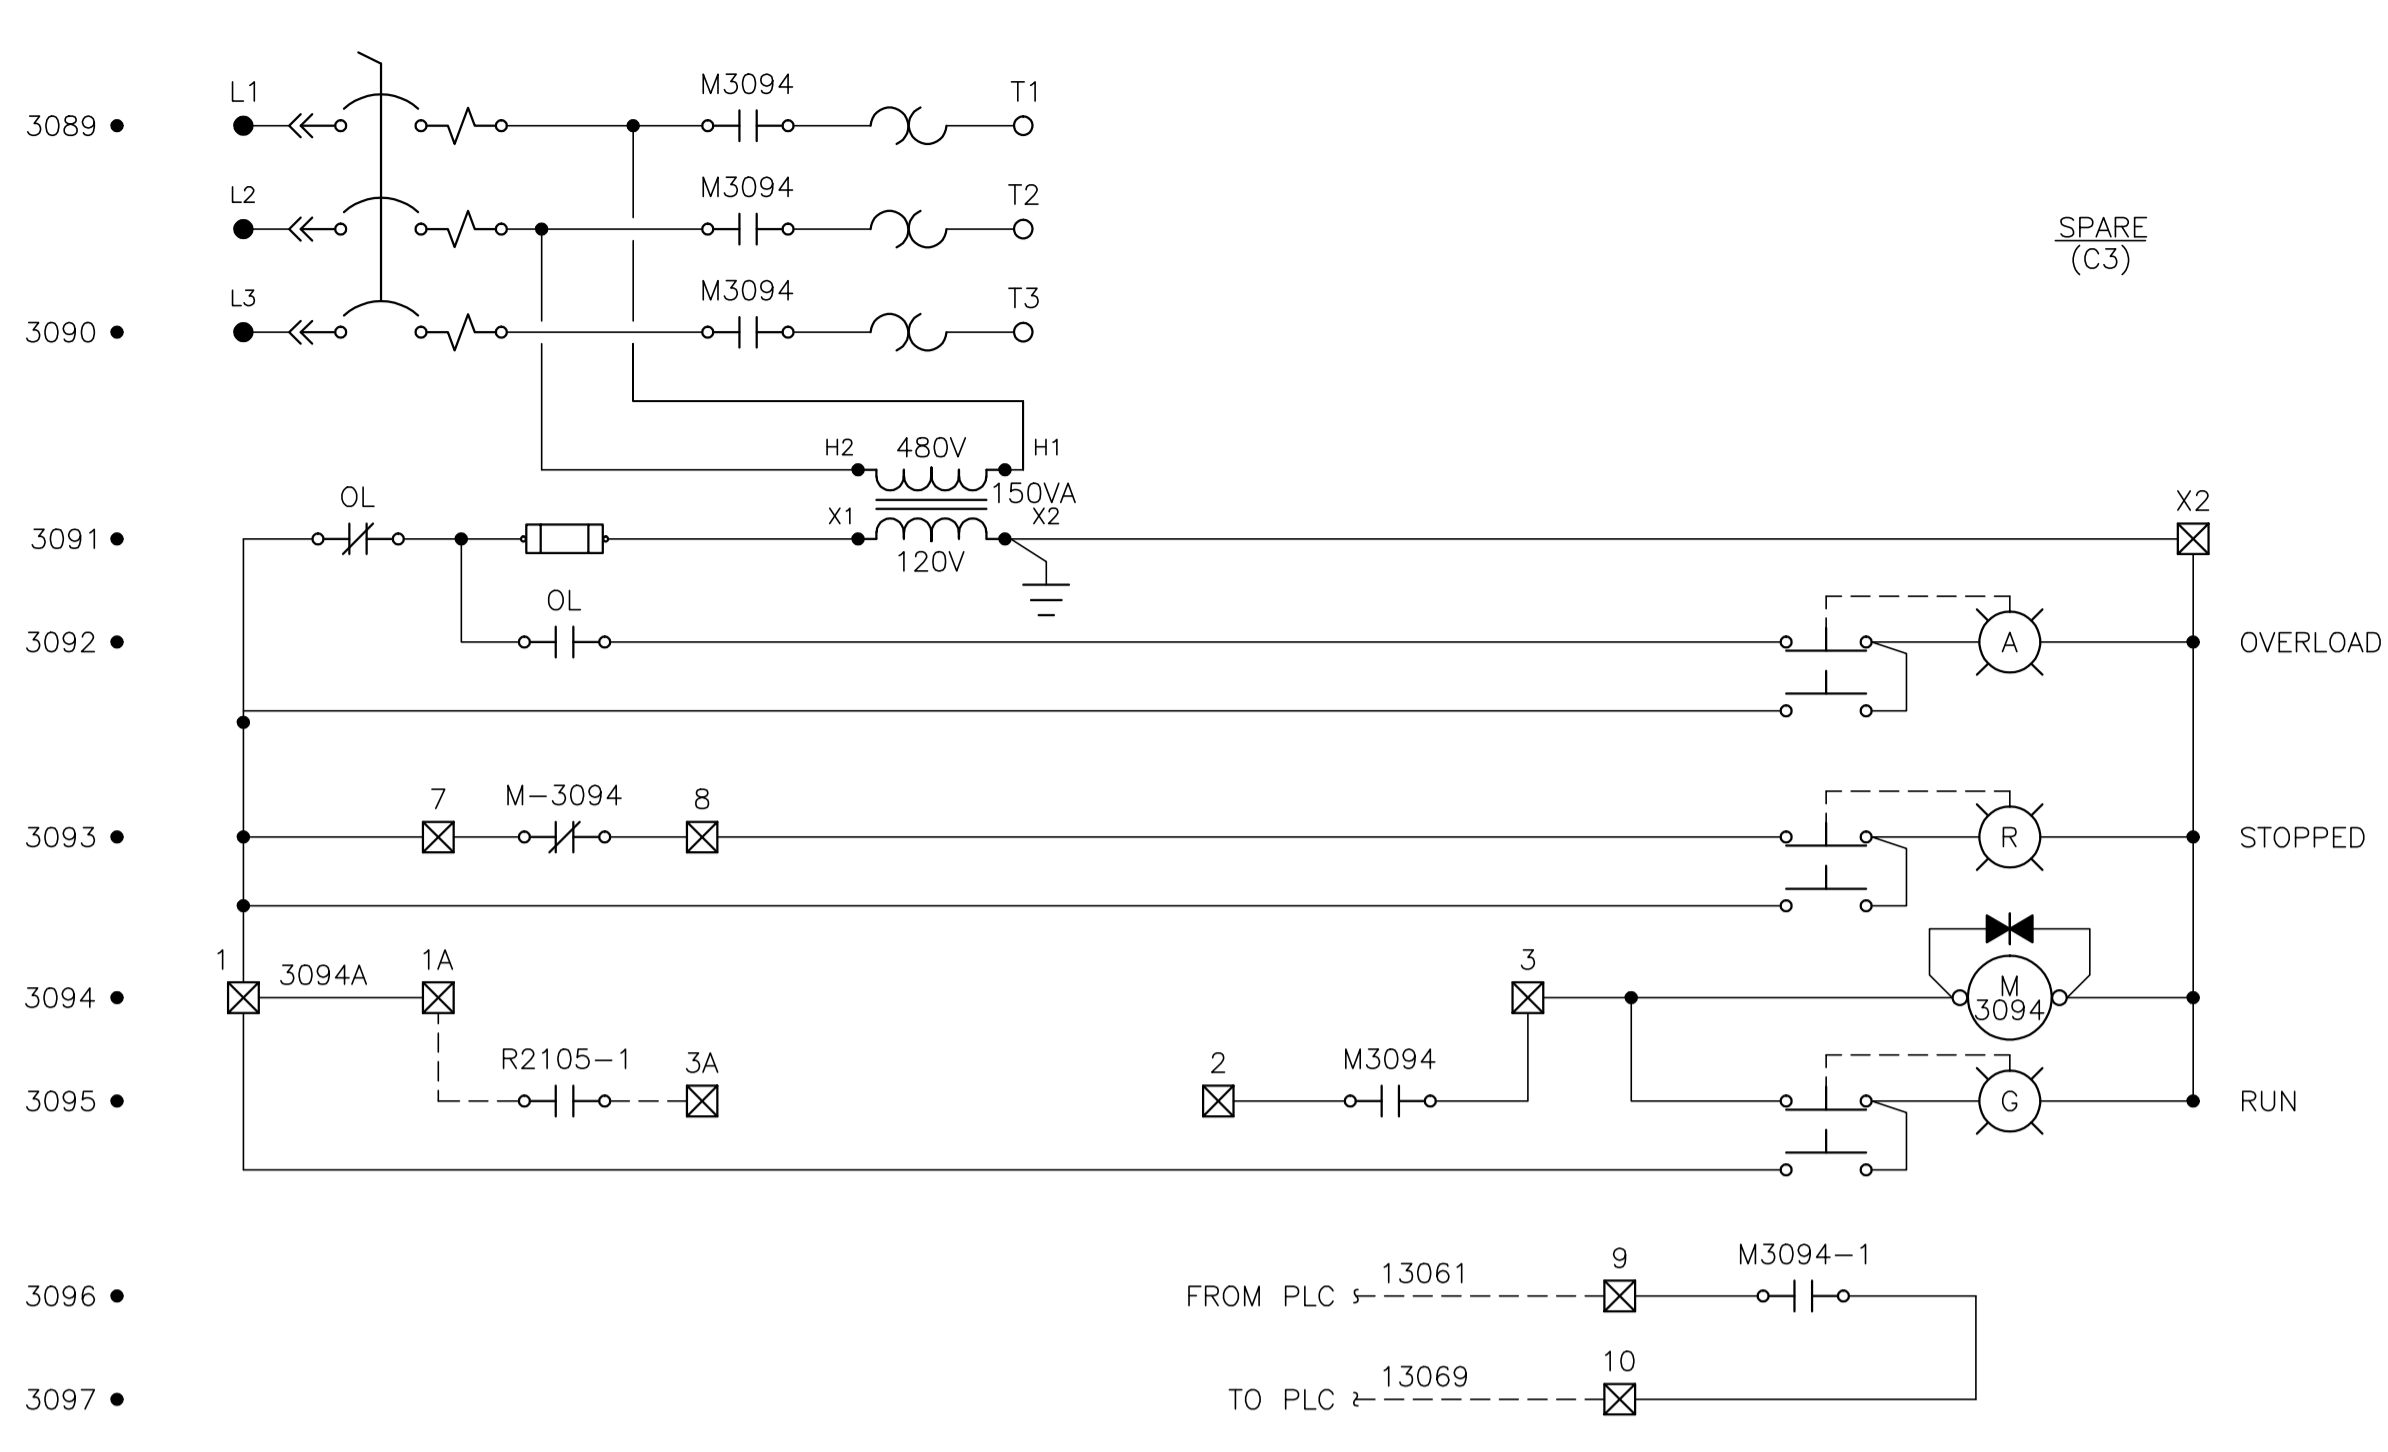 L1 M3094 T1
3089
L2 M3094 T2
SPARE
(C3)
L3 M3094 T3
3090
H2 480V H1
150VA
OL X1 X2 X2
3091
120V
OL
3092 A OVERLOAD
7 M-3094 8
3093 R STOPPED
1 3094A 1A 3
3094 M
3094
R2105-1 3A 2 M3094
3095 G RUN
13061 9 M3094-1
3096 FROM PLC
13069 10
3097 TO PLC